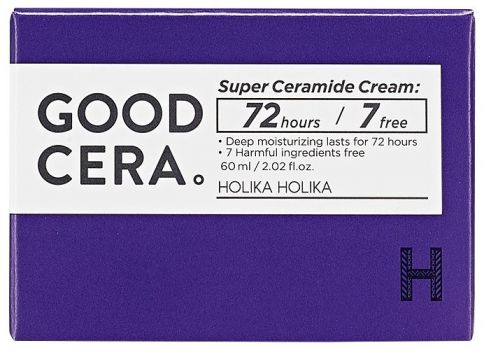 GOOD
CERA.
Super Ceramide Cream:
72 hours / 7 free
• Deep moisturizing lasts for 72 hours
• 7 Harmful ingredients free
60 ml / 2.02 fl.oz.
HOLIKA HOLIKA
H